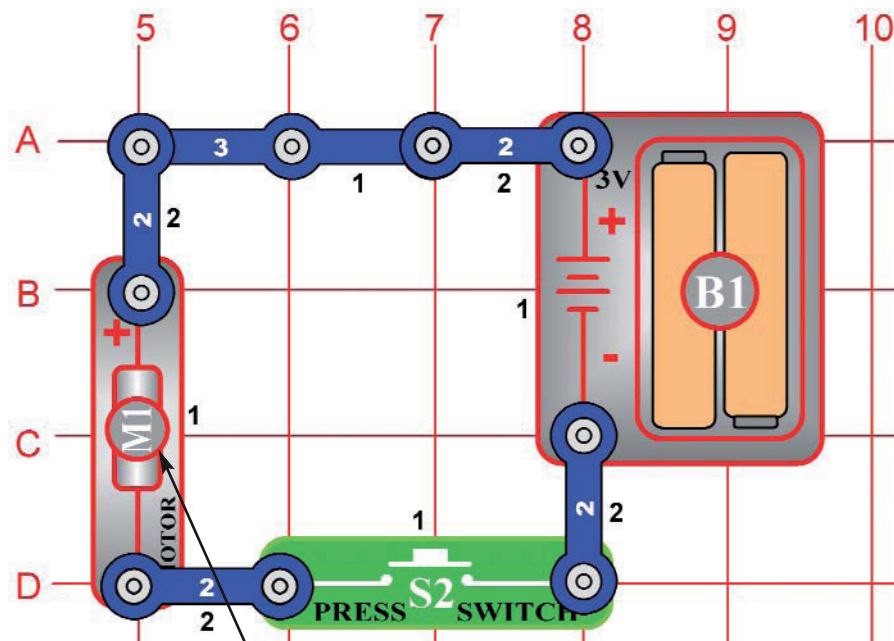 5 6 7 8 9 10
A 3 2
1 2 3V
2 2 +
B 1 B1
+
-
M1 1
C
MOTOR 2 2
1
D 2 S2
PRESS SWITCH
2